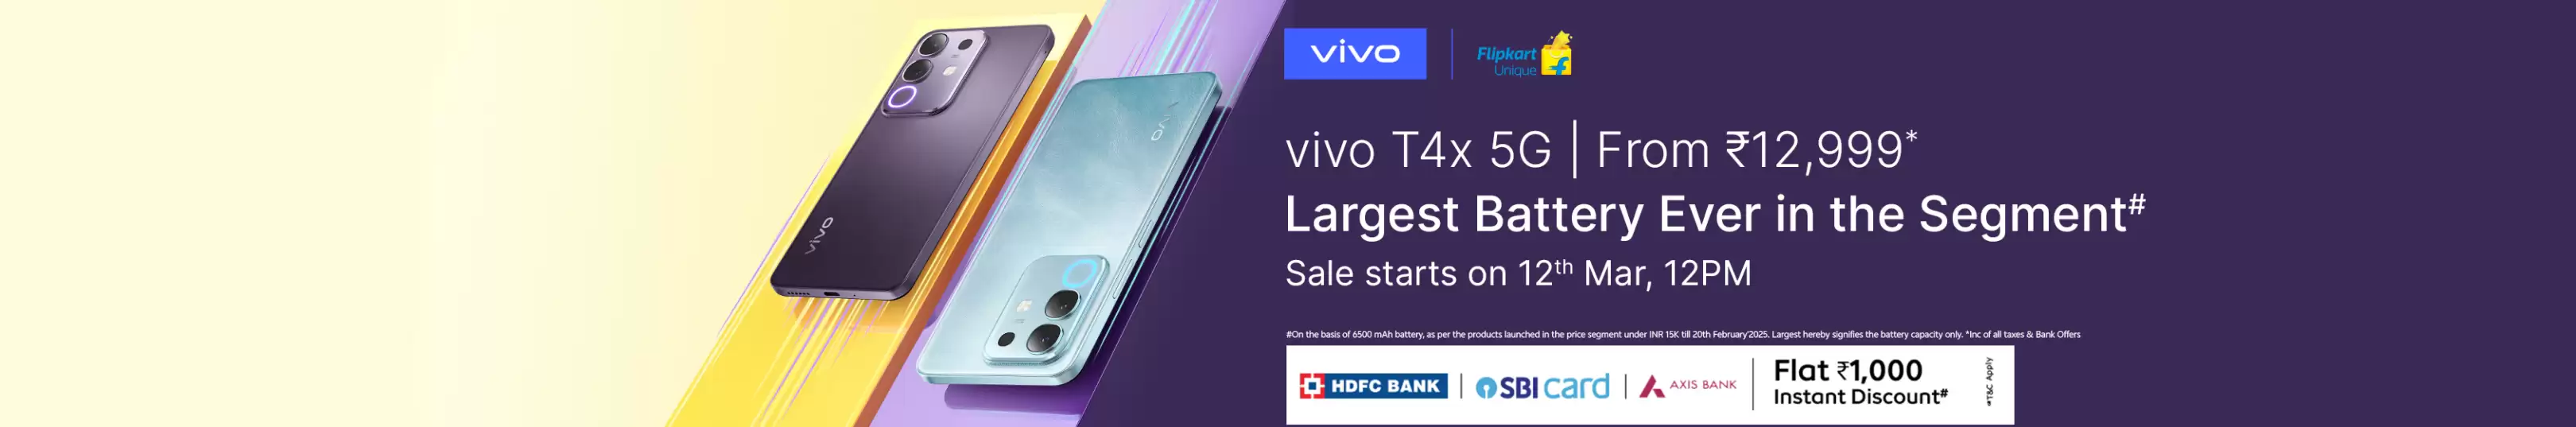 vivo
Flipkart
Unique
vivo T4x 5G | From ₹12,999*
Largest Battery Ever in the Segment#
Sale starts on 12th Mar, 12PM
#On the basis of 6500 mAh battery, as per the products launched in the price segment under INR 15K till 20th February'2025. Largest hereby signifies the battery capacity only. *Inc of all taxes & Bank Offers
HDFC BANK | SBI card | AXIS BANK
Flat ₹1,000
Instant Discount#
#T&C Apply
vivo
vivo